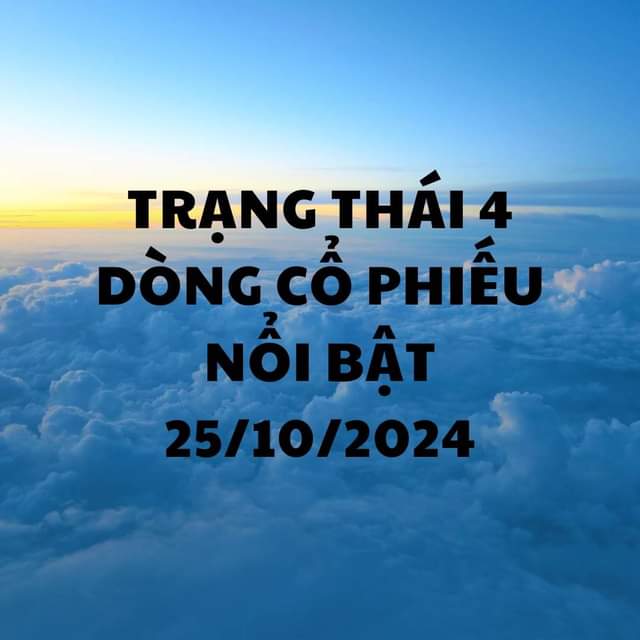 TRẠNG THÁI 4
DÒNG CỔ PHIẾU
NỔI BẬT
25/10/2024